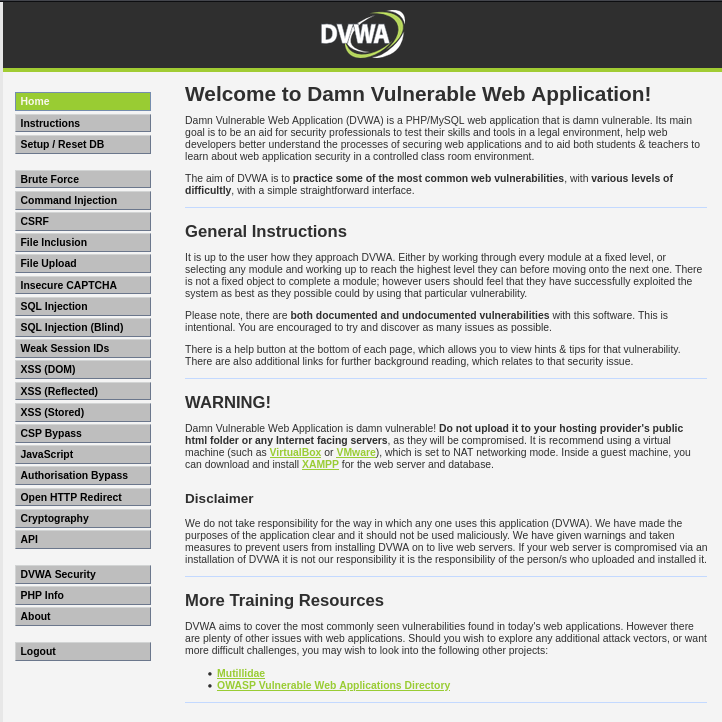 DVWA
Home
Instructions
Setup / Reset DB
Brute Force
Command Injection
CSRF
File Inclusion
File Upload
Insecure CAPTCHA
SQL Injection
SQL Injection (Blind)
Weak Session IDs
XSS (DOM)
XSS (Reflected)
XSS (Stored)
CSP Bypass
JavaScript
Authorisation Bypass
Open HTTP Redirect
Cryptography
API
DVWA Security
PHP Info
About
Logout
Welcome to Damn Vulnerable Web Application!
Damn Vulnerable Web Application (DVWA) is a PHP/MySQL web application that is damn vulnerable. Its main
goal is to be an aid for security professionals to test their skills and tools in a legal environment, help web
developers better understand the processes of securing web applications and to aid both students & teachers to
learn about web application security in a controlled class room environment.
The aim of DVWA is to practice some of the most common web vulnerabilities, with various levels of
difficultly, with a simple straightforward interface.
General Instructions
It is up to the user how they approach DVWA. Either by working through every module at a fixed level, or
selecting any module and working up to reach the highest level they can before moving onto the next one. There
is not a fixed object to complete a module; however users should feel that they have successfully exploited the
system as best as they possible could by using that particular vulnerability.
Please note, there are both documented and undocumented vulnerabilities with this software. This is
intentional. You are encouraged to try and discover as many issues as possible.
There is a help button at the bottom of each page, which allows you to view hints & tips for that vulnerability.
There are also additional links for further background reading, which relates to that security issue.
WARNING!
Damn Vulnerable Web Application is damn vulnerable! Do not upload it to your hosting provider's public
html folder or any Internet facing servers, as they will be compromised. It is recommend using a virtual
machine (such as VirtualBox or VMware), which is set to NAT networking mode. Inside a guest machine, you
can download and install XAMPP for the web server and database.
Disclaimer
We do not take responsibility for the way in which any one uses this application (DVWA). We have made the
purposes of the application clear and it should not be used maliciously. We have given warnings and taken
measures to prevent users from installing DVWA on to live web servers. If your web server is compromised via an
installation of DVWA it is not our responsibility it is the responsibility of the person/s who uploaded and installed it.
More Training Resources
DVWA aims to cover the most commonly seen vulnerabilities found in today's web applications. However there
are plenty of other issues with web applications. Should you wish to explore any additional attack vectors, or want
more difficult challenges, you may wish to look into the following other projects:
• Mutillidae
• OWASP Vulnerable Web Applications Directory